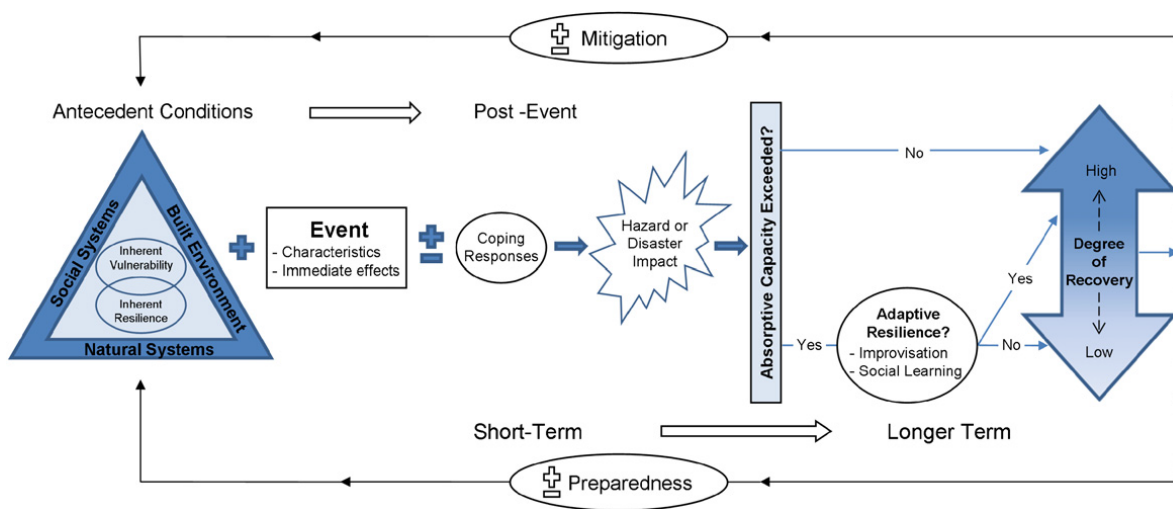 Mitigation
Antecedent Conditions
Post -Event
Social Systems
Built Environment
Natural Systems
Inherent
Vulnerability
Inherent
Resilience
Event
- Characteristics
- Immediate effects
Coping
Responses
Hazard or
Disaster
Impact
Absorptive Capacity Exceeded?
No
Yes
Adaptive
Resilience?
- Improvisation
- Social Learning
Yes
No
High
Degree
of
Recovery
Low
Short-Term
Longer Term
Preparedness